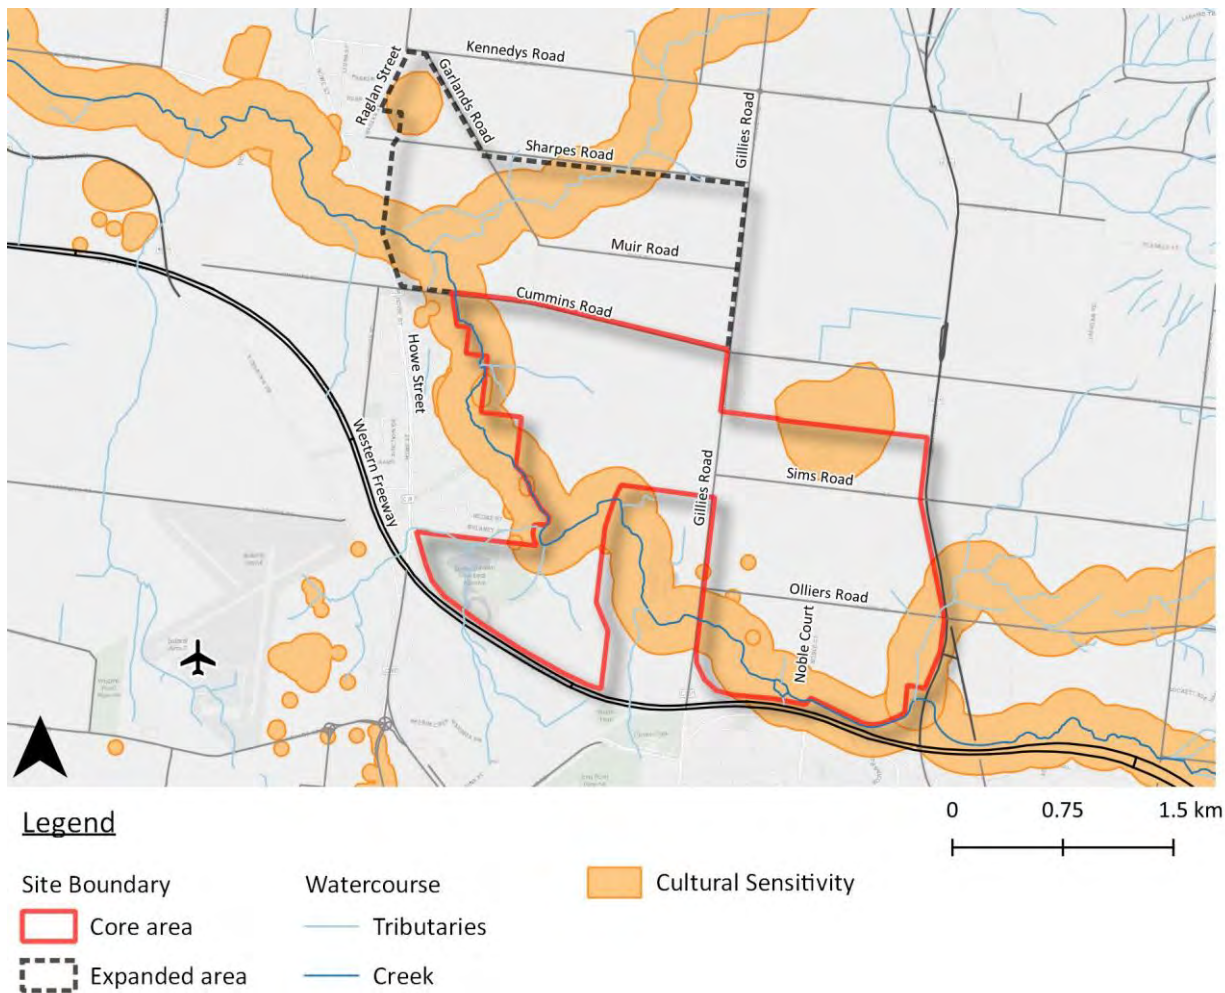 Kennedys Road
Raglan Street
Garlands Road
Gillies Road
Sharpes Road
Muir Road
Cummins Road
Howe Street
Western Freeway
Gillies Road
Sims Road
Olliers Road
Noble Court
0 0.75 1.5 km
Legend
Site Boundary
Watercourse
Cultural Sensitivity
Core area
Tributaries
Expanded area
Creek